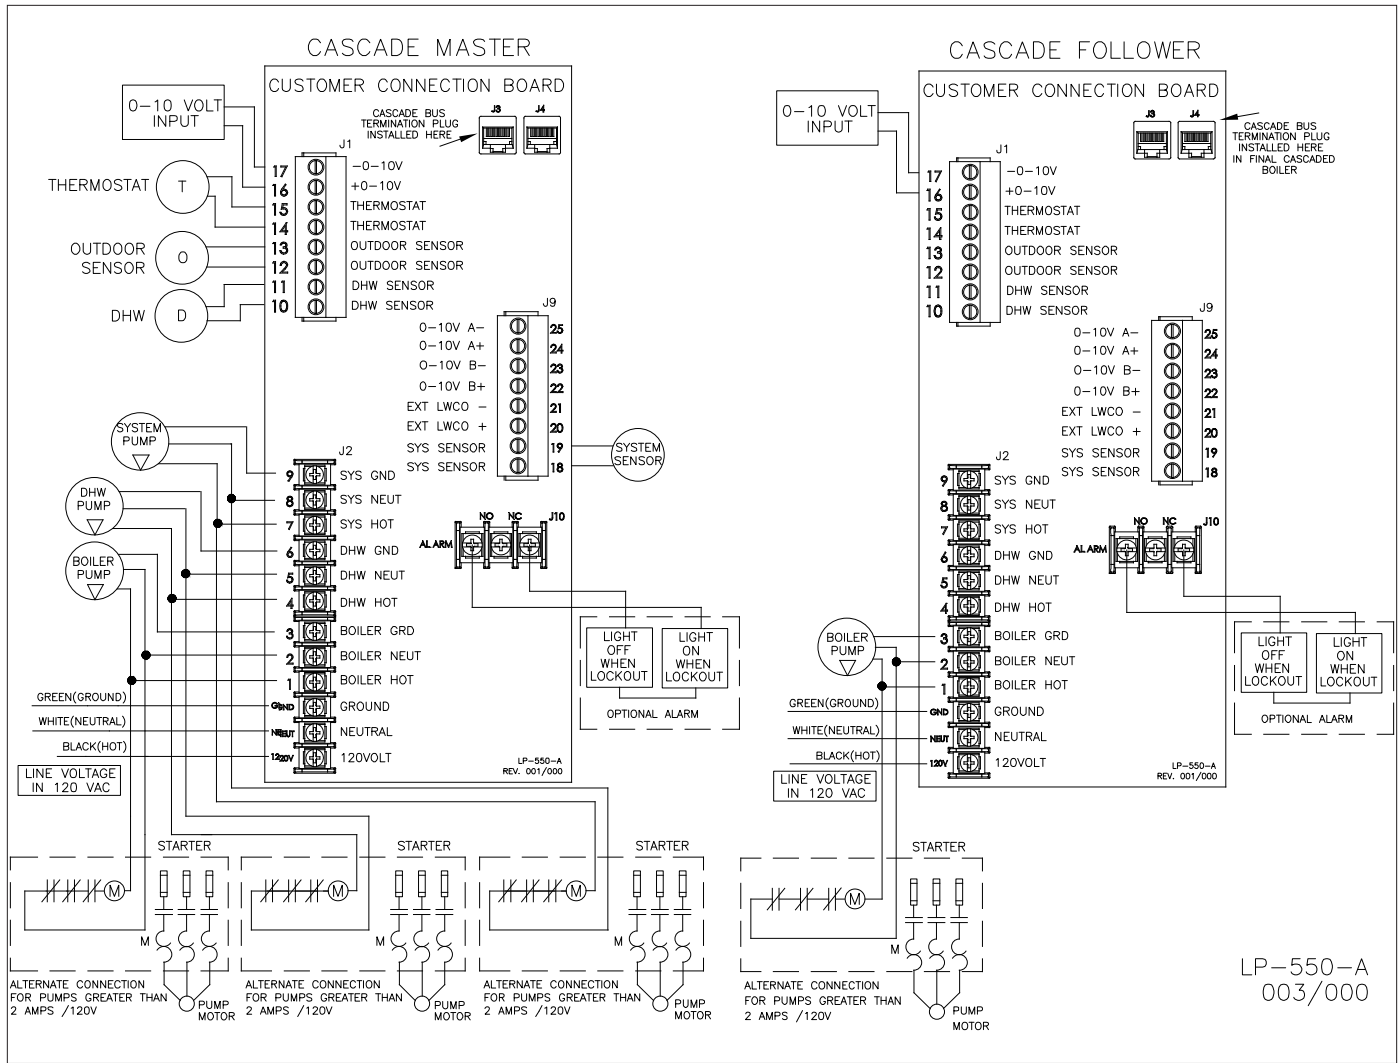 CASCADE MASTER
CUSTOMER CONNECTION BOARD
0-10 VOLT
INPUT
CASCADE BUS
TERMINATION PLUG
INSTALLED HERE
J3
J4
J1
17 -0-10V
16 +0-10V
THERMOSTAT
T
15 THERMOSTAT
14 THERMOSTAT
OUTDOOR
SENSOR
O
13 OUTDOOR SENSOR
12 OUTDOOR SENSOR
DHW
D
11 DHW SENSOR
10 DHW SENSOR
J9
0-10V A- 25
0-10V A+ 24
0-10V B- 23
0-10V B+ 22
EXT LWCO - 21
EXT LWCO + 20
SYS SENSOR 19
SYS SENSOR 18
SYSTEM
SENSOR
SYSTEM
PUMP
DHW
PUMP
BOILER
PUMP
J2
9 SYS GND
8 SYS NEUT
7 SYS HOT
6 DHW GND
5 DHW NEUT
4 DHW HOT
3 BOILER GRD
2 BOILER NEUT
1 BOILER HOT
GREEN(GROUND)
GND GROUND
WHITE(NEUTRAL)
NEUT NEUTRAL
BLACK(HOT)
120V 120VOLT
LINE VOLTAGE
IN 120 VAC
NO
NC
J10
ALARM
LIGHT
OFF
WHEN
LOCKOUT
LIGHT
ON
WHEN
LOCKOUT
OPTIONAL ALARM
LP-550-A
REV. 001/000
STARTER
M
M
ALTERNATE CONNECTION
FOR PUMPS GREATER THAN
2 AMPS /120V
PUMP
MOTOR
STARTER
M
M
ALTERNATE CONNECTION
FOR PUMPS GREATER THAN
2 AMPS /120V
PUMP
MOTOR
STARTER
M
M
ALTERNATE CONNECTION
FOR PUMPS GREATER THAN
2 AMPS /120V
PUMP
MOTOR
CASCADE FOLLOWER
CUSTOMER CONNECTION BOARD
0-10 VOLT
INPUT
J3
J4
CASCADE BUS
TERMINATION PLUG
INSTALLED HERE
IN FINAL CASCADED
BOILER
J1
17 -0-10V
16 +0-10V
15 THERMOSTAT
14 THERMOSTAT
13 OUTDOOR SENSOR
12 OUTDOOR SENSOR
11 DHW SENSOR
10 DHW SENSOR
J9
0-10V A- 25
0-10V A+ 24
0-10V B- 23
0-10V B+ 22
EXT LWCO - 21
EXT LWCO + 20
SYS SENSOR 19
SYS SENSOR 18
J2
9 SYS GND
8 SYS NEUT
7 SYS HOT
6 DHW GND
5 DHW NEUT
4 DHW HOT
BOILER
PUMP
3 BOILER GRD
2 BOILER NEUT
1 BOILER HOT
GREEN(GROUND)
GND GROUND
WHITE(NEUTRAL)
NEUT NEUTRAL
BLACK(HOT)
120V 120VOLT
LINE VOLTAGE
IN 120 VAC
NO
NC
J10
ALARM
LIGHT
OFF
WHEN
LOCKOUT
LIGHT
ON
WHEN
LOCKOUT
OPTIONAL ALARM
LP-550-A
REV. 001/000
STARTER
M
M
ALTERNATE CONNECTION
FOR PUMPS GREATER THAN
2 AMPS /120V
PUMP
MOTOR
LP-550-A
003/000